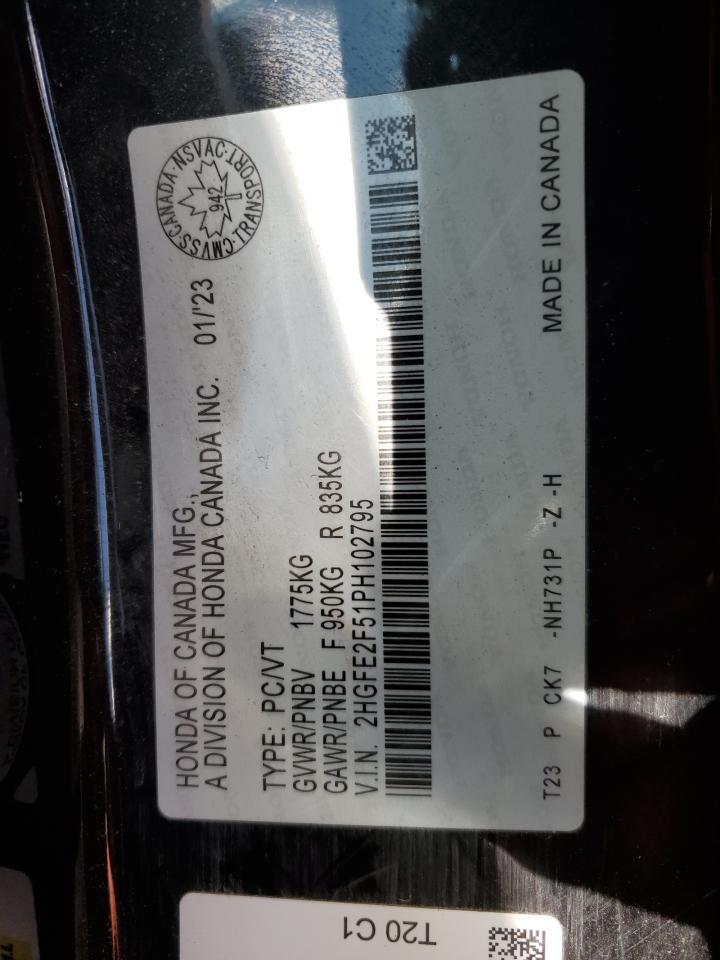 HONDA OF CANADA MFG.,
A DIVISION OF HONDA CANADA INC. 01/'23
CMVSS·CANADA·NSVAC·TRANSPORT·
942
TYPE: PC/VT
GVWR/PNBV 1775KG
GAWR/PNBE F 950KG R 835KG
V.I.N. 2HGFE2F51PH102795
T23 P CK7 -NH731P -Z -H MADE IN CANADA
T20 C1